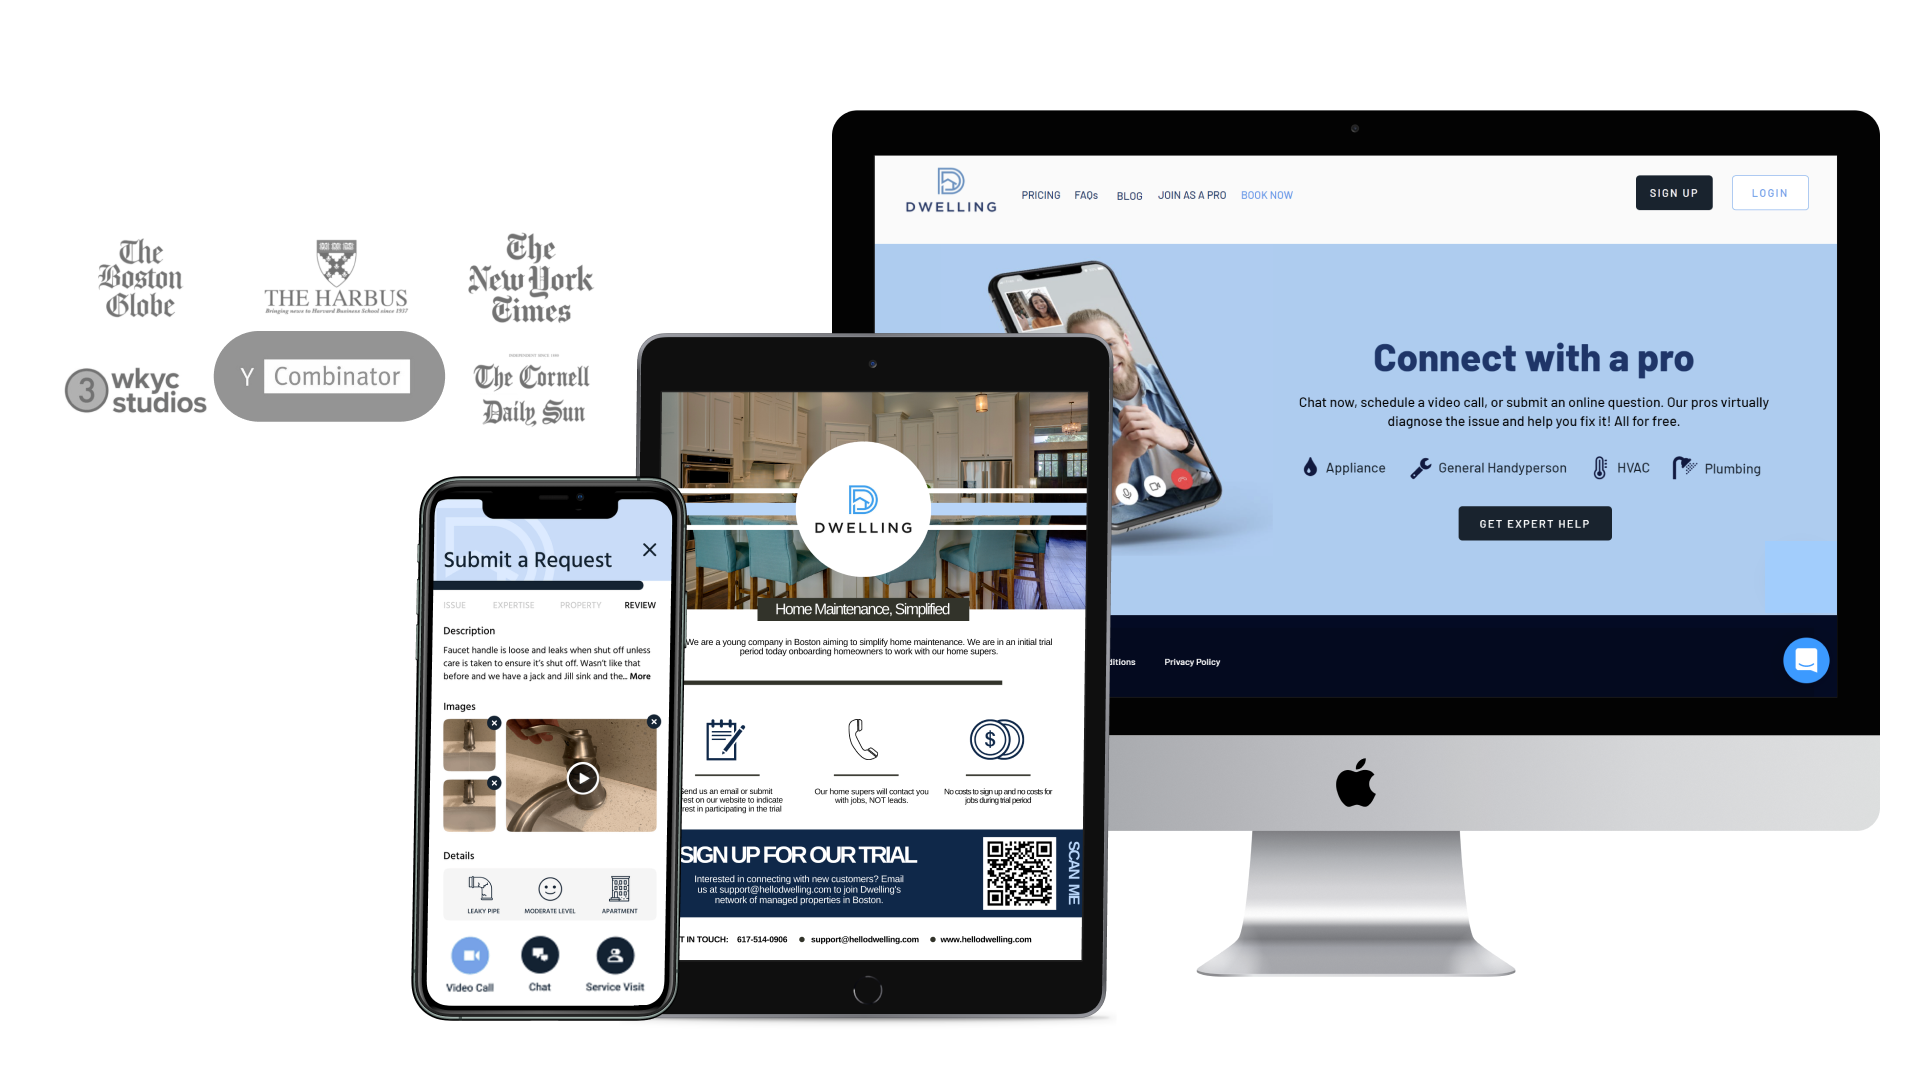 The
Boston
Globe
THE HARBUS
Bringing news to Harvard Business School since 1937
The
New York
Times
3 wkyc
studios
Y Combinator
The Cornell
Daily Sun
DWELLING
PRICING FAQs BLOG JOIN AS A PRO BOOK NOW
SIGN UP
LOGIN
Connect with a pro
Chat now, schedule a video call, or submit an online question. Our pros virtually
diagnose the issue and help you fix it! All for free.
Appliance General Handyperson HVAC Plumbing
GET EXPERT HELP
ditions Privacy Policy
DWELLING
Home Maintenance, Simplified
We are a young company in Boston aiming to simplify home maintenance. We are in an initial trial
period today onboarding homeowners to work with our home supers.
Send us an email or submit
rest on our website to indicate
rest in participating in the trial
Our home supers will contact you
with jobs, NOT leads.
No costs to sign up and no costs for
jobs during trial period
SIGN UP FOR OUR TRIAL
Interested in connecting with new customers? Email
us at support@hellodwelling.com to join Dwelling's
network of managed properties in Boston.
SCAN ME
T IN TOUCH: 617-514-0906 ● support@hellodwelling.com ● www.hellodwelling.com
Submit a Request
ISSUE EXPERTISE PROPERTY REVIEW
Description
Faucet handle is loose and leaks when shut off unless
care is taken to ensure it's shut off. Wasn't like that
before and we have a jack and Jill sink and the... More
Images
Details
LEAKY PIPE MODERATE LEVEL APARTMENT
Video Call Chat Service Visit